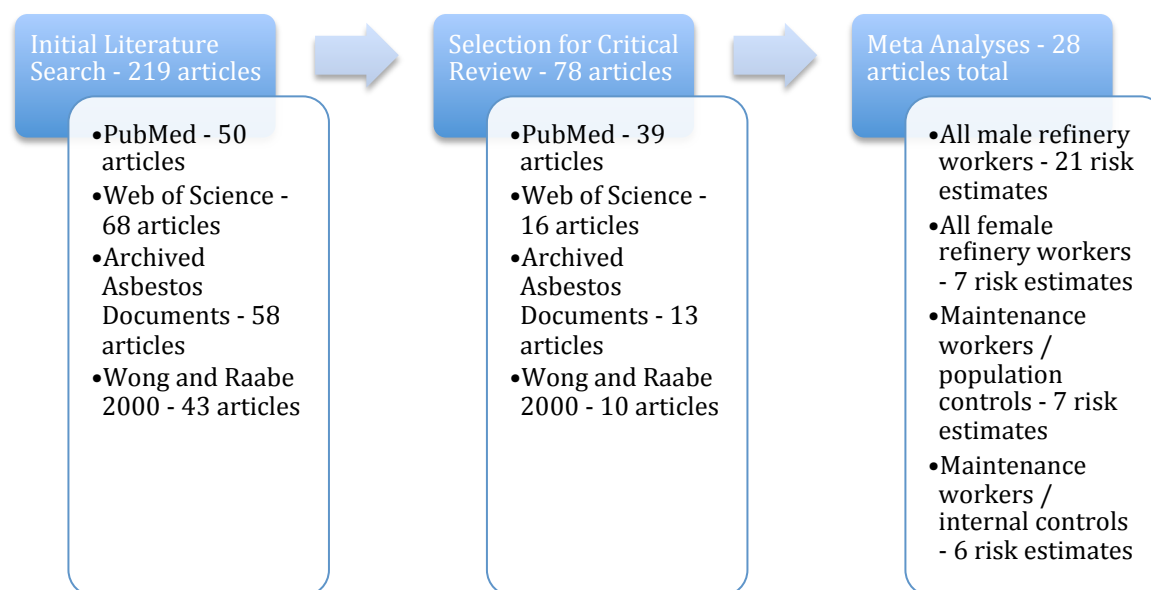 Initial Literature
Search - 219 articles
•PubMed - 50
articles
•Web of Science -
68 articles
•Archived
Asbestos
Documents - 58
articles
•Wong and Raabe
2000 - 43 articles
Selection for Critical
Review - 78 articles
•PubMed - 39
articles
•Web of Science -
16 articles
•Archived
Asbestos
Documents - 13
articles
•Wong and Raabe
2000 - 10 articles
Meta Analyses - 28
articles total
•All male refinery
workers - 21 risk
estimates
•All female
refinery workers
- 7 risk estimates
•Maintenance
workers /
population
controls - 7 risk
estimates
•Maintenance
workers /
internal controls
- 6 risk estimates